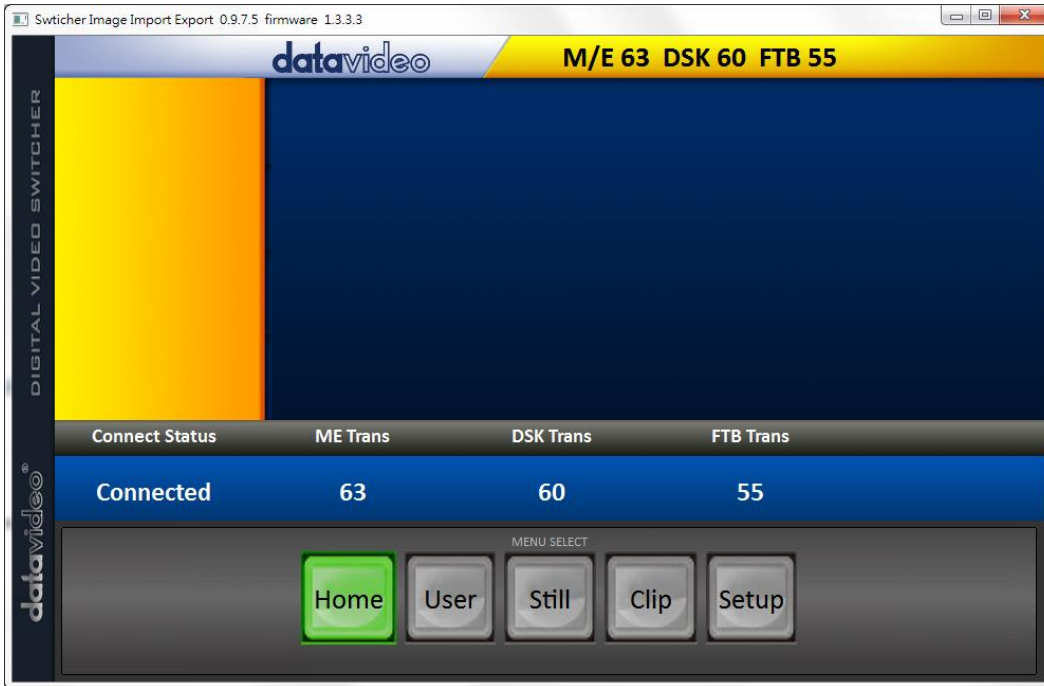 Swticher Image Import Export 0.9.7.5 firmware 1.3.3.3
datavideo
M/E 63 DSK 60 FTB 55
DIGITAL VIDEO SWITCHER
datavideo®
Connect Status ME Trans DSK Trans FTB Trans
Connected 63 60 55
MENU SELECT
Home User Still Clip Setup